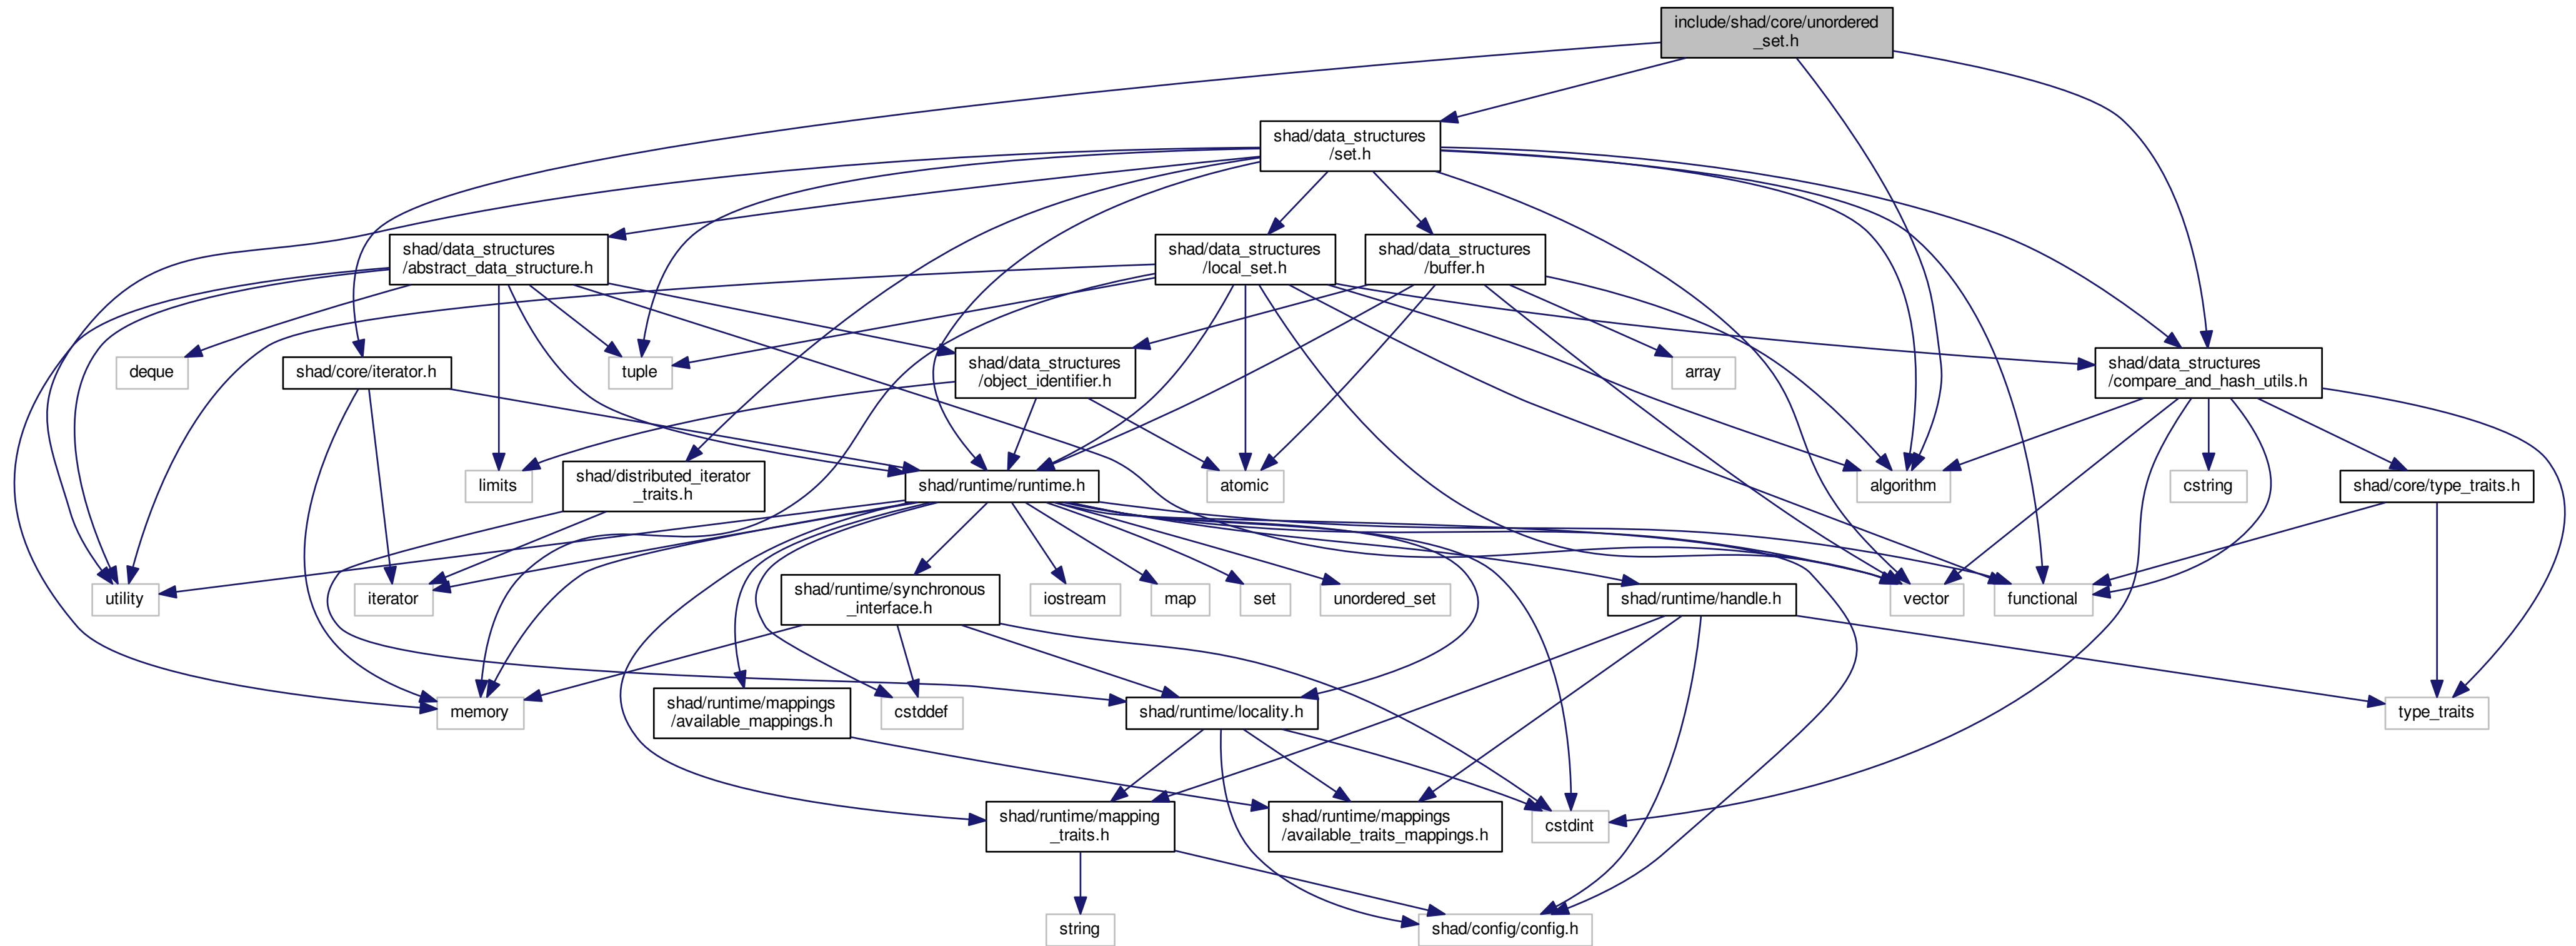 include/shad/core/unordered
_set.h
shad/data_structures
/set.h
shad/data_structures
/abstract_data_structure.h
shad/data_structures
/local_set.h
shad/data_structures
/buffer.h
deque
shad/core/iterator.h
tuple
shad/data_structures
/object_identifier.h
array
shad/data_structures
/compare_and_hash_utils.h
limits
shad/distributed_iterator
_traits.h
shad/runtime/runtime.h
atomic
algorithm
cstring
shad/core/type_traits.h
utility
iterator
shad/runtime/synchronous
_interface.h
iostream
map
set
unordered_set
shad/runtime/handle.h
vector
functional
memory
shad/runtime/mappings
/available_mappings.h
cstddef
shad/runtime/locality.h
type_traits
shad/runtime/mapping
_traits.h
shad/runtime/mappings
/available_traits_mappings.h
cstdint
string
shad/config/config.h